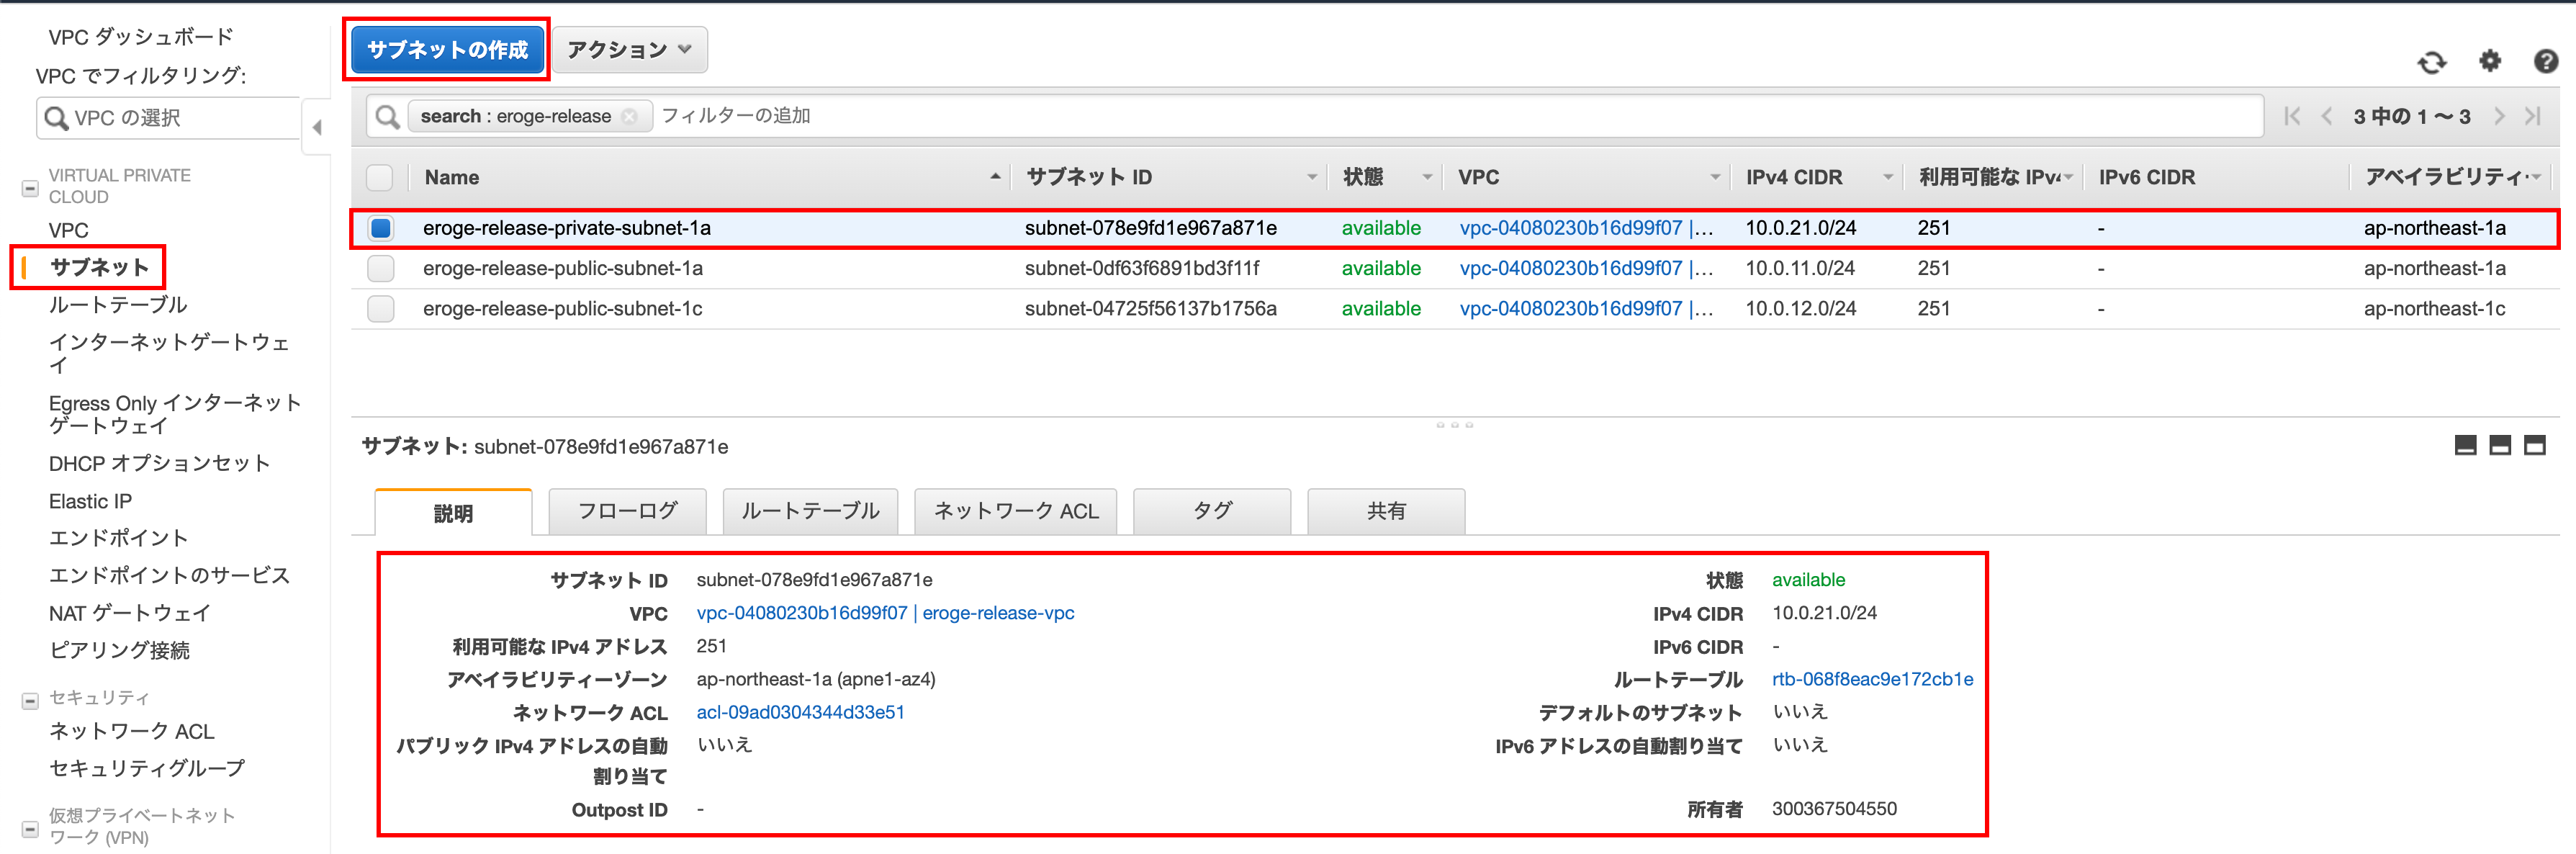 VPC ダッシュボード
VPC でフィルタリング:
VPC の選択
VIRTUAL PRIVATE
CLOUD
VPC
サブネット
ルートテーブル
インターネットゲートウェ
イ
Egress Only インターネット
ゲートウェイ
DHCP オプションセット
Elastic IP
エンドポイント
エンドポイントのサービス
NAT ゲートウェイ
ピアリング接続
セキュリティ
ネットワーク ACL
セキュリティグループ
仮想プライベートネット
ワーク (VPN)
サブネットの作成 アクション
search : eroge-release フィルターの追加 3 中の 1 〜 3
Name サブネット ID 状態 VPC IPv4 CIDR 利用可能な IPv4 IPv6 CIDR アベイラビリティ
eroge-release-private-subnet-1a subnet-078e9fd1e967a871e available vpc-04080230b16d99f07 |... 10.0.21.0/24 251 - ap-northeast-1a
eroge-release-public-subnet-1a subnet-0df63f6891bd3f11f available vpc-04080230b16d99f07 |... 10.0.11.0/24 251 - ap-northeast-1a
eroge-release-public-subnet-1c subnet-04725f56137b1756a available vpc-04080230b16d99f07 |... 10.0.12.0/24 251 - ap-northeast-1c
サブネット: subnet-078e9fd1e967a871e
説明 フローログ ルートテーブル ネットワーク ACL タグ 共有
サブネット ID subnet-078e9fd1e967a871e 状態 available
VPC vpc-04080230b16d99f07 | eroge-release-vpc IPv4 CIDR 10.0.21.0/24
利用可能な IPv4 アドレス 251 IPv6 CIDR -
アベイラビリティーゾーン ap-northeast-1a (apne1-az4) ルートテーブル rtb-068f8eac9e172cb1e
ネットワーク ACL acl-09ad0304344d33e51 デフォルトのサブネット いいえ
パブリック IPv4 アドレスの自動 いいえ IPv6 アドレスの自動割り当て いいえ
割り当て
Outpost ID - 所有者 300367504550